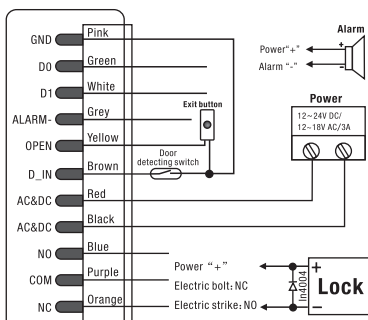 GND Pink
D0 Green
D1 White
ALARM- Grey
OPEN Yellow
D_IN Brown
AC&DC Red
AC&DC Black
NO Blue
COM Purple
NC Orange
Exit button
Door
detecting switch
Alarm
Power"+" +
Alarm "-" -
Power
12~24V DC/
12~18V AC/3A
Power "+"
Electric bolt: NC
Electric strike: NO
In4004
+
Lock
-